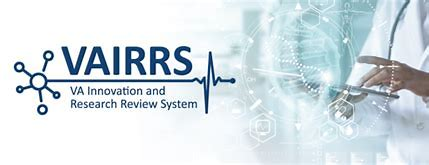 VAIRRS
VA Innovation and
Research Review System